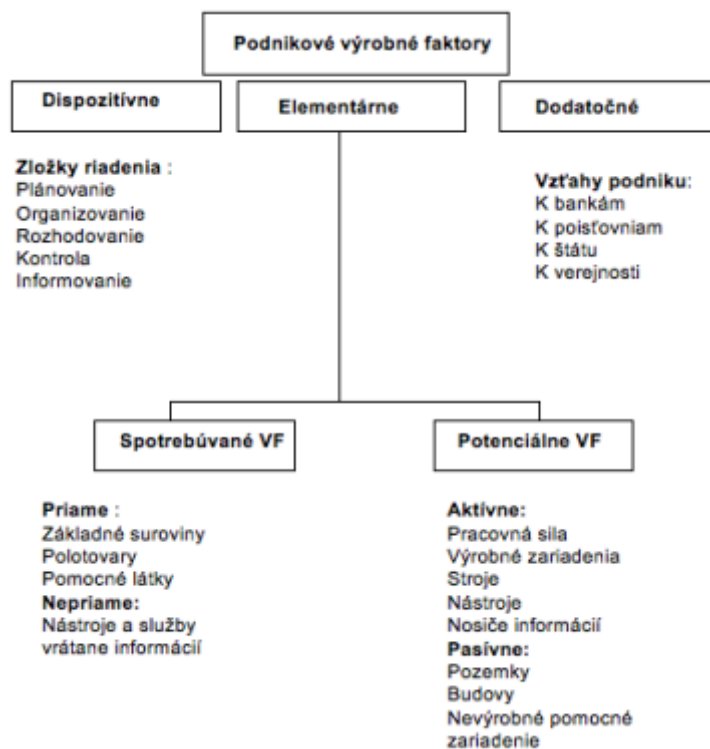 Podnikové výrobné faktory
Dispozitívne
Elementárne
Dodatočné
Zložky riadenia :
Plánovanie
Organizovanie
Rozhodovanie
Kontrola
Informovanie
Vzťahy podniku:
K bankám
K poisťovniam
K štátu
K verejnosti
Spotrebúvané VF
Potenciálne VF
Priame :
Základné suroviny
Polotovary
Pomocné látky
Nepriame:
Nástroje a služby
vrátane informácií
Aktívne:
Pracovná sila
Výrobné zariadenia
Stroje
Nástroje
Nosiče informácií
Pasívne:
Pozemky
Budovy
Nevýrobné pomocné
zariadenie